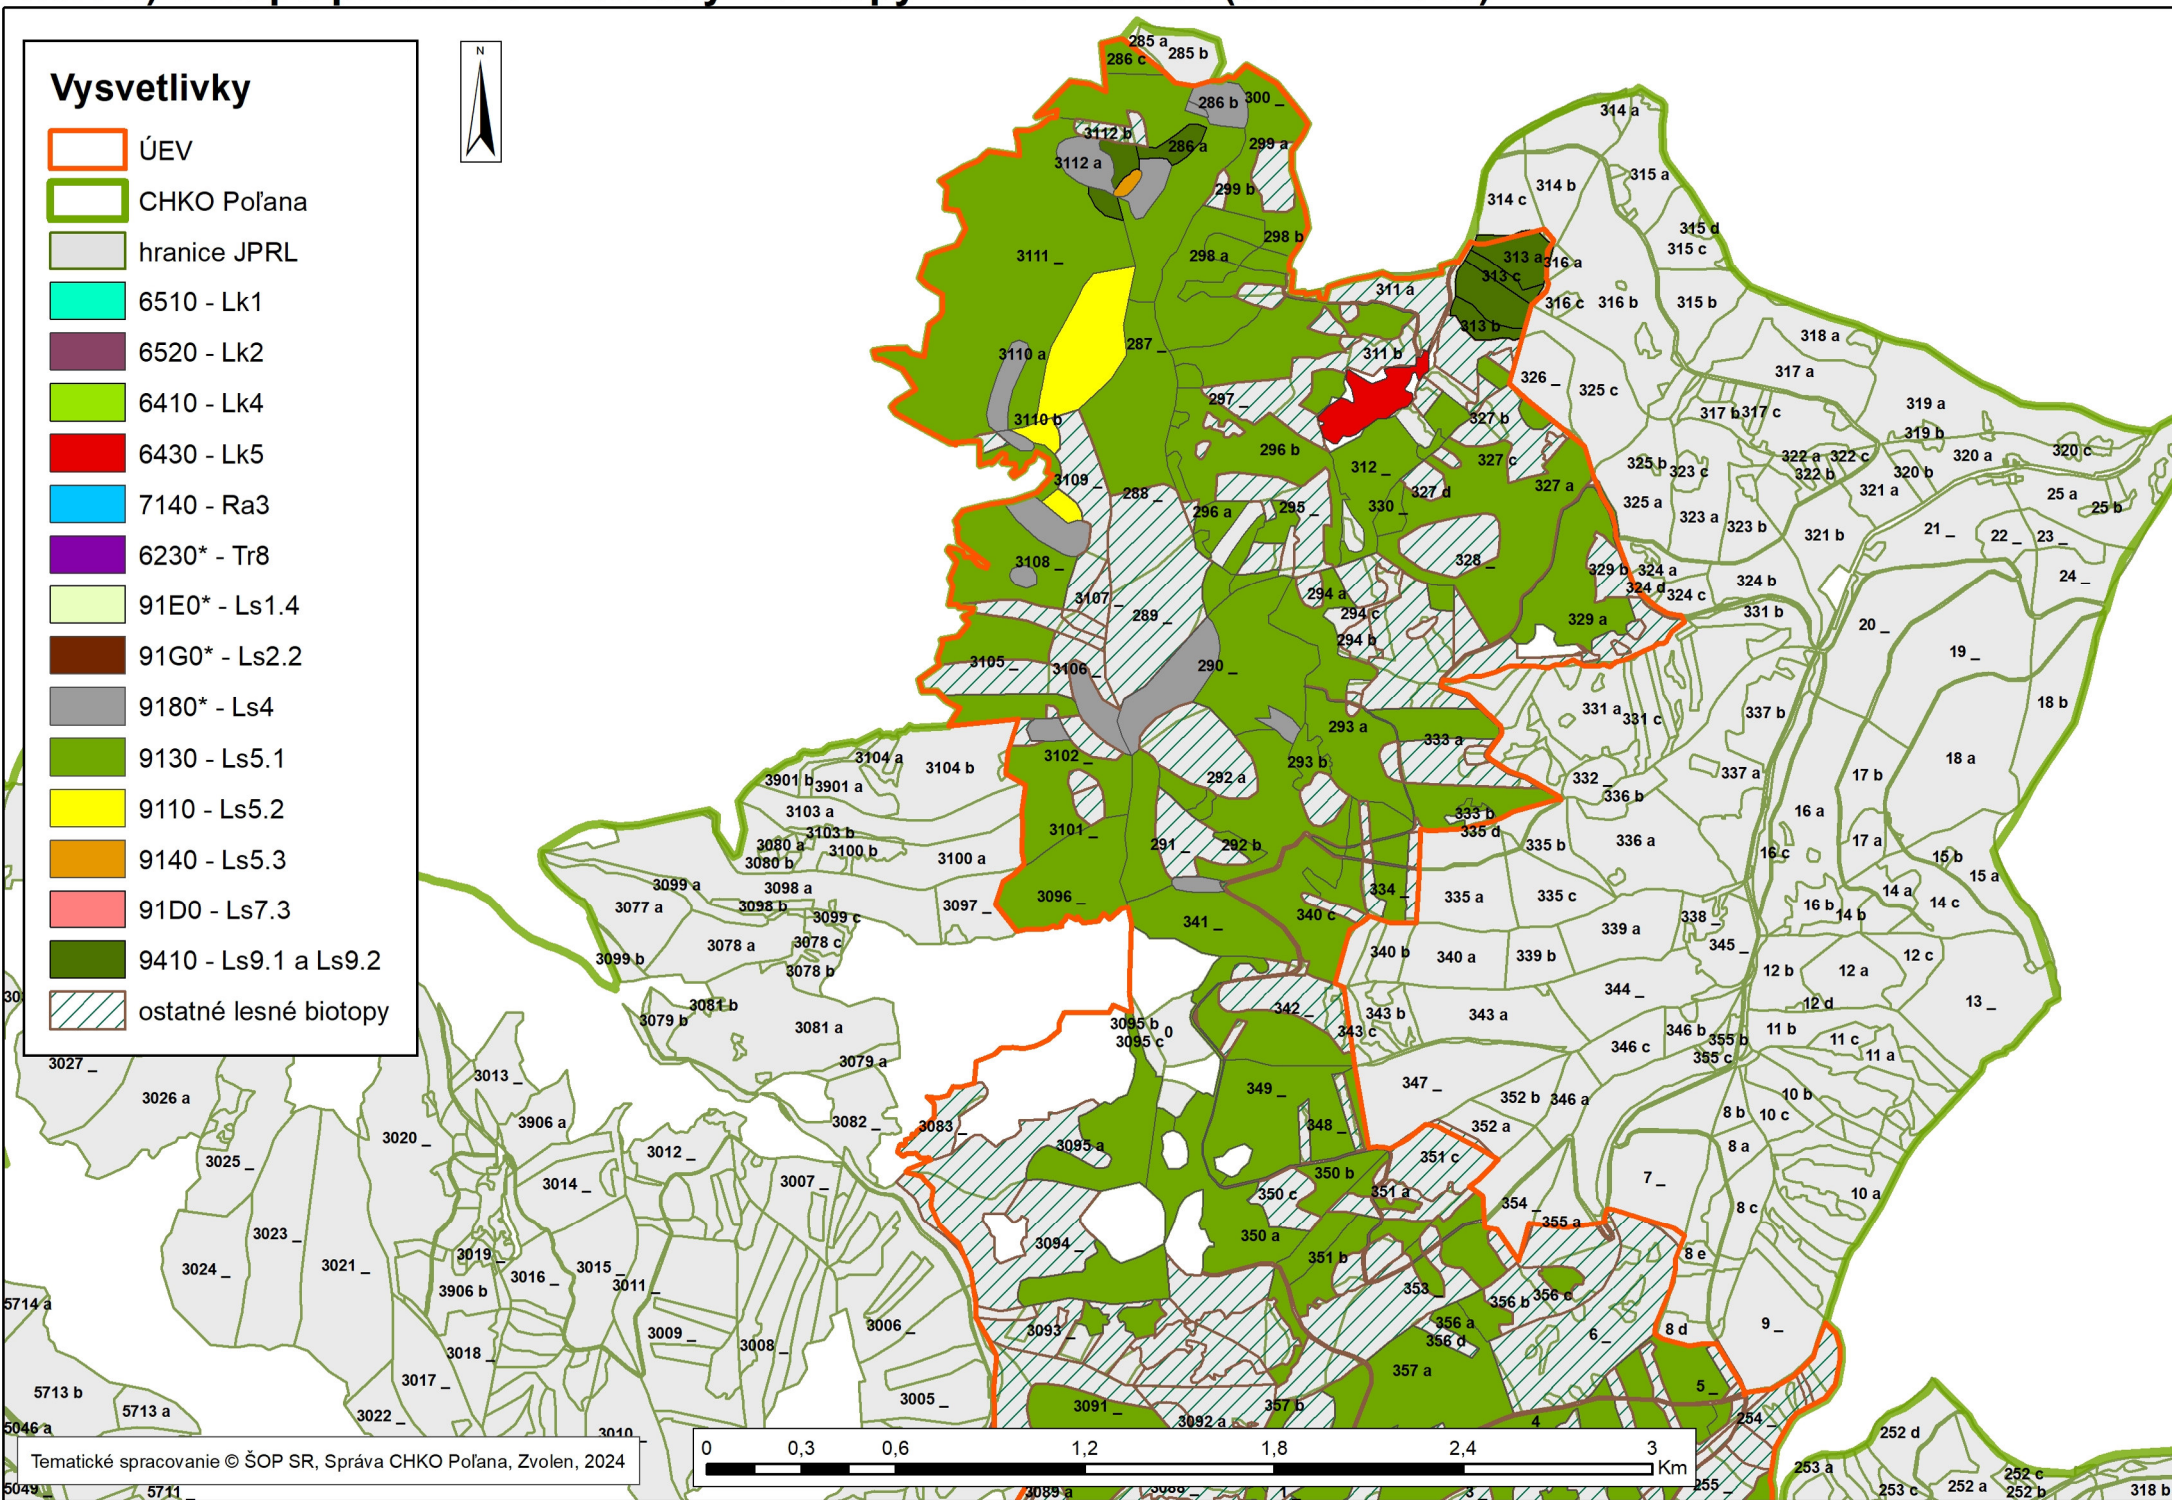 Vysvetlivky
ÚEV
CHKO Poľana
hranice JPRL
6510 - Lk1
6520 - Lk2
6410 - Lk4
6430 - Lk5
7140 - Ra3
6230* - Tr8
91E0* - Ls1.4
91G0* - Ls2.2
9180* - Ls4
9130 - Ls5.1
9110 - Ls5.2
9140 - Ls5.3
91D0 - Ls7.3
9410 - Ls9.1 a Ls9.2
ostatné lesné biotopy
N
285 a
285 b
286 c
286 b
300 _
3112 b
286 a
299 a
3112 a
299 b
298 b
3111 _
298 a
314 a
315 a
314 b
314 c
315 d
315 c
313 a
316 a
313 c
311 a
316 c
316 b
315 b
313 b
318 a
287 _
3110 a
311 b
317 a
326 _
325 c
297 _
3110 b
327 b
317 b
317 c
319 a
319 b
296 b
312 _
327 c
325 b
323 c
322 a
322 c
322 b
320 a
320 b
320 c
3109 _
288 _
327 d
327 a
321 a
25 a
25 b
296 a
295 _
330 _
325 a
323 a
323 b
321 b
21 _
22 _
23 _
3108 _
328 _
329 b
324 a
324 d
324 c
324 b
24 _
3107 _
294 a
294 c
294 b
289 _
329 a
331 b
20 _
19 _
3105 _
3106 _
290 _
18 b
293 a
331 a
331 c
337 b
333 a
3104 a
3104 b
3102 _
293 b
292 a
332 _
336 b
337 a
17 b
18 a
3901 b
3901 a
3103 a
3103 b
3080 a
3080 b
3100 b
3100 a
3101 _
291 _
292 b
333 b
335 d
335 b
336 a
16 a
17 a
16 c
15 b
15 a
3099 a
3098 a
3098 b
3077 a
3099 c
3097 _
3096 _
334 _
335 a
335 c
14 a
14 c
16 b
14 b
341 _
340 c
338 _
339 a
345 _
3078 a
3078 c
3078 b
3099 b
340 b
340 a
339 b
12 b
12 a
12 c
344 _
12 d
13 _
3081 b
3079 b
3081 a
3079 a
3095 b
0
3095 c
342 _
343 b
343 c
343 a
346 b
355 b
355 c
346 c
11 b
11 c
11 a
3027 _
3026 a
3013 _
3906 a
3020 _
3082 _
3083 _
3095 a
349 _
348 _
347 _
352 b
346 a
352 a
10 b
8 b
10 c
8 a
3025 _
3012 _
3014 _
3007 _
350 b
350 c
351 c
351 a
7 _
10 a
8 c
354 _
355 a
3023 _
3024 _
3021 _
3019 _
3906 b
3016 _
3015 _
3011 _
3094 _
350 a
351 b
353 _
356 b
356 c
8 e
5714 a
3009 _
3008 _
3006 _
3093 _
356 a
356 d
6 _
8 d
9 _
3018 _
3017 _
3022 _
5713 b
5713 a
5046 a
3005 _
3091 _
3092 a
357 b
357 a
5 _
4
254 _
3010 _
252 d
253 a
252 c
252 a
252 b
253 c
318 b
Tematické spracovanie © ŠOP SR, Správa CHKO Poľana, Zvolen, 2024
0 0,3 0,6 1,2 1,8 2,4 3
Km
5711 _
3089 a